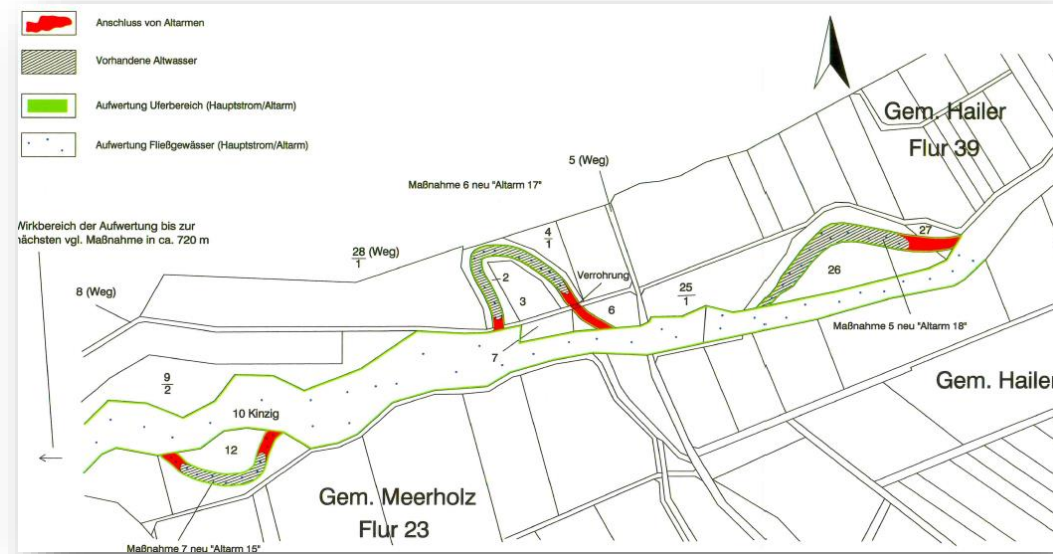 Anschluss von Altarmen
Vorhandene Altwasser
Aufwertung Uferbereich (Hauptstrom/Altarm)
Aufwertung Fließgewässer (Hauptstrom/Altarm)
Gem. Hailer
Flur 39
5 (Weg)
Maßnahme 6 neu "Altarm 17"
Wirkbereich der Aufwertung bis zur
nächsten vgl. Maßnahme in ca. 720 m
28
1 (Weg)
4
1
27
2
3
Verrohrung
26
8 (Weg)
25
1
6
Maßnahme 5 neu "Altarm 18"
7
9
2
Gem. Hailer
10 Kinzig
12
Gem. Meerholz
Flur 23
Maßnahme 7 neu "Altarm 15"